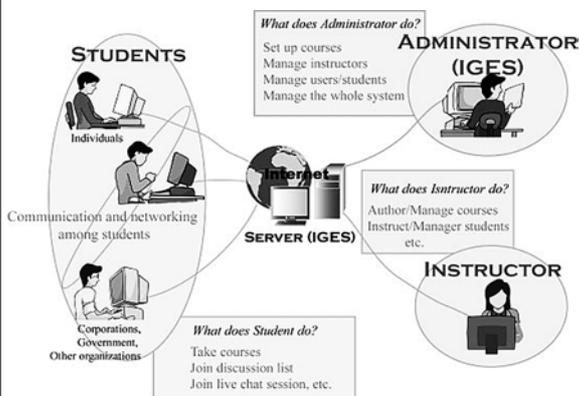 What does Administrator do?
Set up courses
Manage instructors
Manage users/students
Manage the whole system
STUDENTS
ADMINISTRATOR
(IGES)
Individuals
Internet
SERVER (IGES)
Communication and networking
among students
What does Isntructor do?
Author/Manage courses
Instruct/Manager students
etc.
INSTRUCTOR
Corporations,
Government,
Other organizations
What does Student do?
Take courses
Join discussion list
Join live chat session, etc.